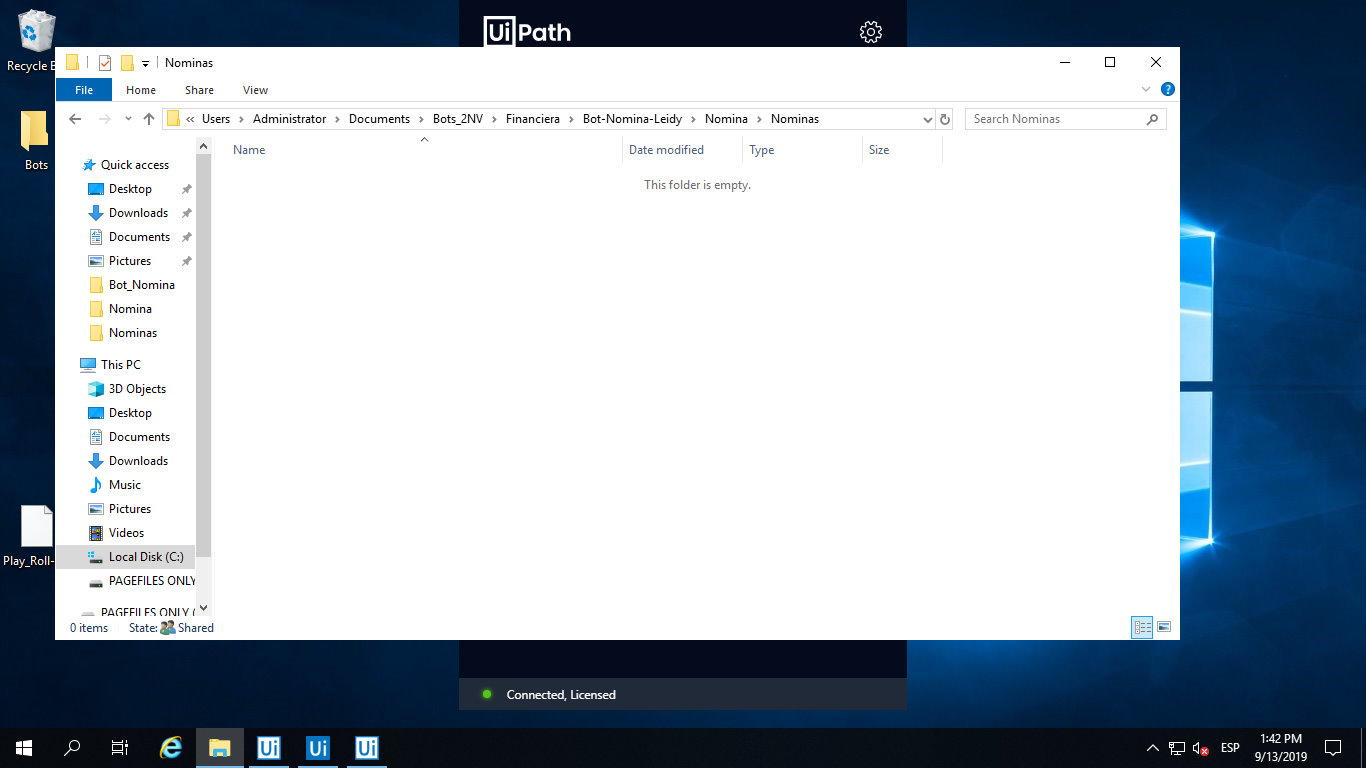 Ui Path
Recycle B
Bots
Play_Roll-
Nominas
File Home Share View
« Users > Administrator > Documents > Bots_2NV > Financiera > Bot-Nomina-Leidy > Nomina > Nominas
Search Nominas
Name Date modified Type Size
This folder is empty.
Quick access
Desktop
Downloads
Documents
Pictures
Bot_Nomina
Nomina
Nominas
This PC
3D Objects
Desktop
Documents
Downloads
Music
Pictures
Videos
Local Disk (C:)
PAGEFILES ONLY
PAGEFILES ONLY (
0 items State: Shared
Connected, Licensed
Ui Ui Ui
ESP
1:42 PM
9/13/2019